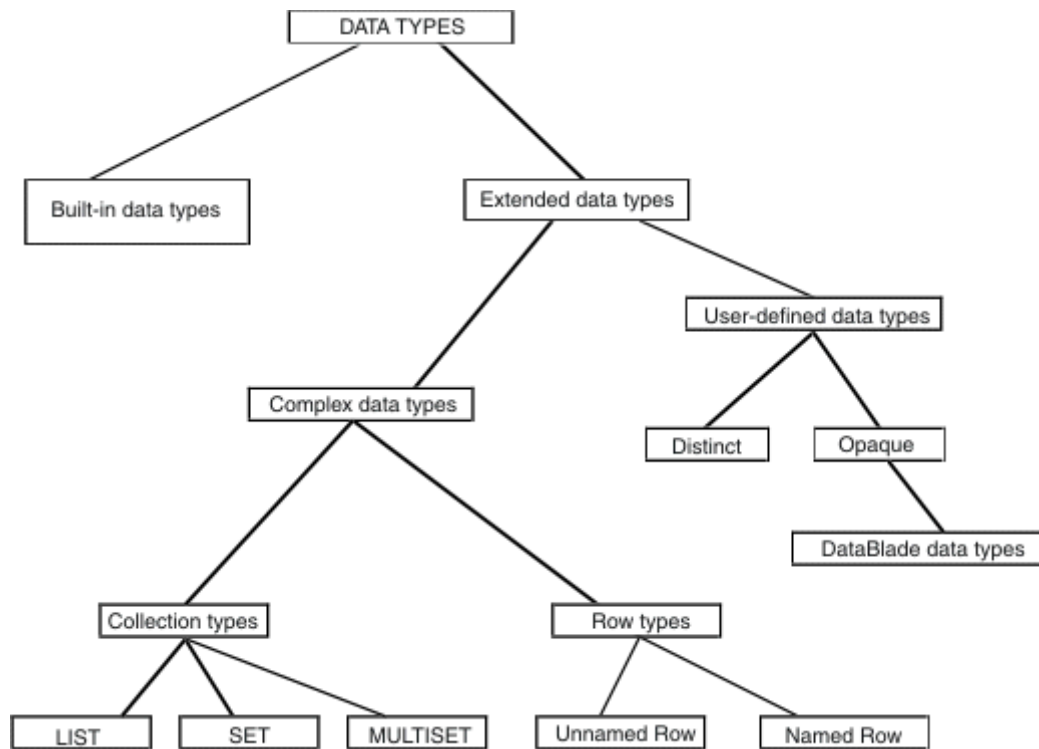 DATA TYPES
Built-in data types
Extended data types
User-defined data types
Complex data types
Distinct
Opaque
DataBlade data types
Collection types
Row types
LIST
SET
MULTISET
Unnamed Row
Named Row